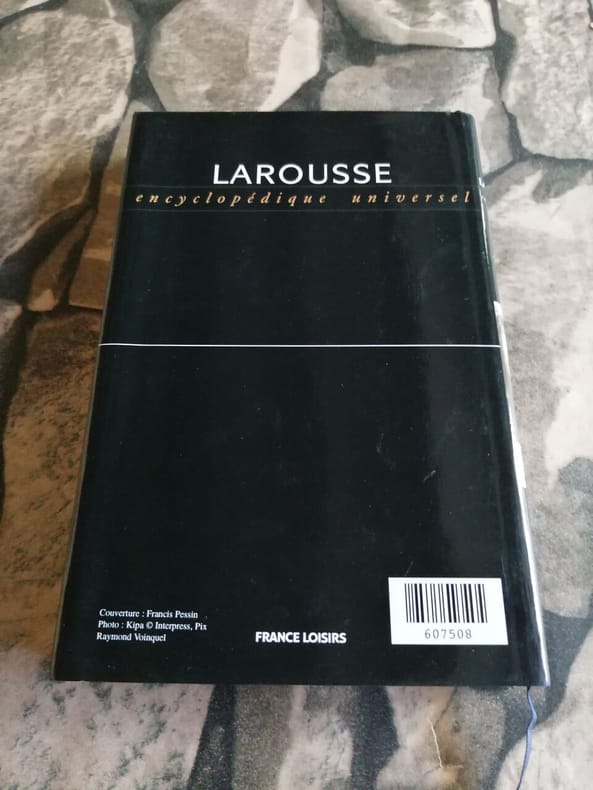 LAROUSSE
encyclopédique universel
Couverture : Francis Pessin
Photo : Kipa © Interpress, Pix
Raymond Voinquel
FRANCE LOISIRS
607508